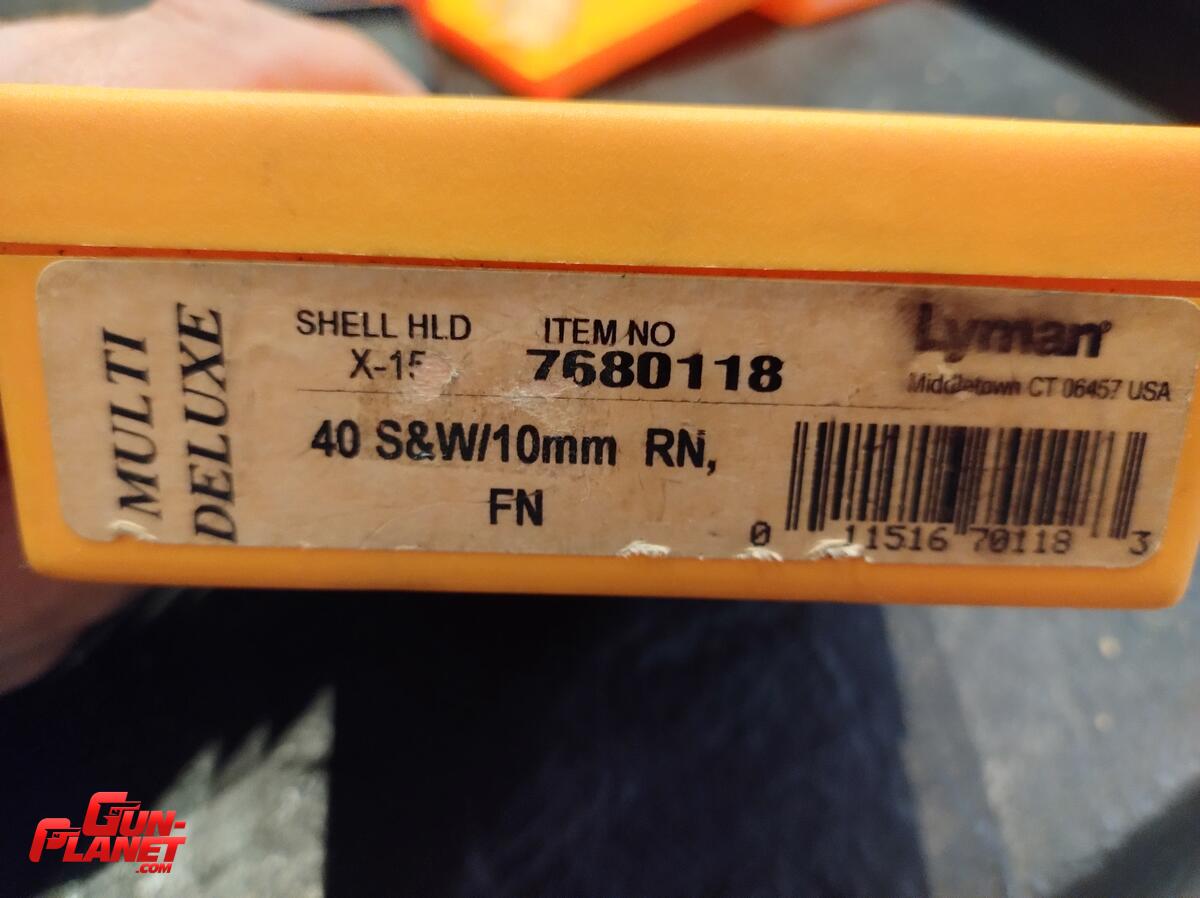 MULTI
DELUXE
SHELL HLD
X-15
ITEM NO
7680118
Lyman®
Middletown CT 06457 USA
40 S&W/10mm RN,
FN
0 11516 70118 3
GUN-
PLANET
.COM